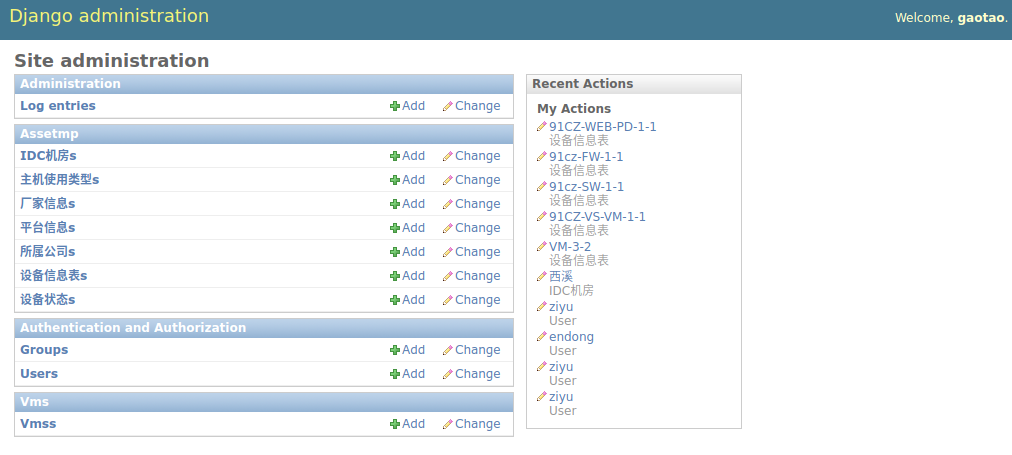 Django administration
Welcome, gaotao.
Site administration
Administration
Log entries Add Change
Assetmp
IDC机房s Add Change
主机使用类型s Add Change
厂家信息s Add Change
平台信息s Add Change
所属公司s Add Change
设备信息表s Add Change
设备状态s Add Change
Authentication and Authorization
Groups Add Change
Users Add Change
Vms
Vmss Add Change
Recent Actions
My Actions
91CZ-WEB-PD-1-1
设备信息表
91cz-FW-1-1
设备信息表
91cz-SW-1-1
设备信息表
91CZ-VS-VM-1-1
设备信息表
VM-3-2
设备信息表
西溪
IDC机房
ziyu
User
endong
User
ziyu
User
ziyu
User